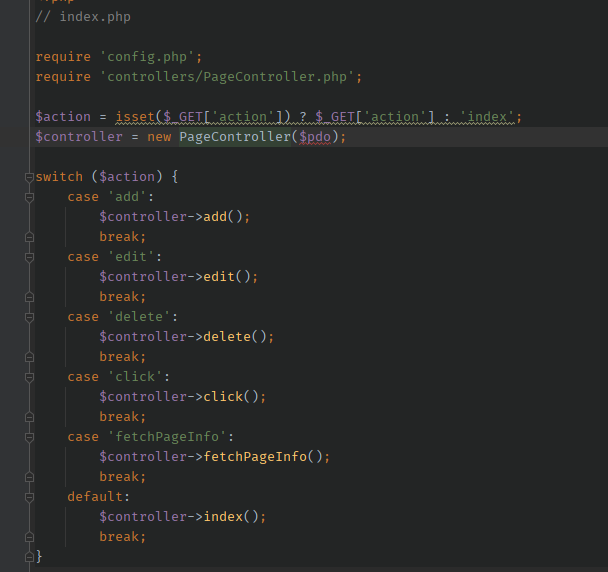 // index.php
require 'config.php';
require 'controllers/PageController.php';
$action = isset($_GET['action']) ? $_GET['action'] : 'index';
$controller = new PageController($pdo);
switch ($action) {
    case 'add':
        $controller->add();
        break;
    case 'edit':
        $controller->edit();
        break;
    case 'delete':
        $controller->delete();
        break;
    case 'click':
        $controller->click();
        break;
    case 'fetchPageInfo':
        $controller->fetchPageInfo();
        break;
    default:
        $controller->index();
        break;
}